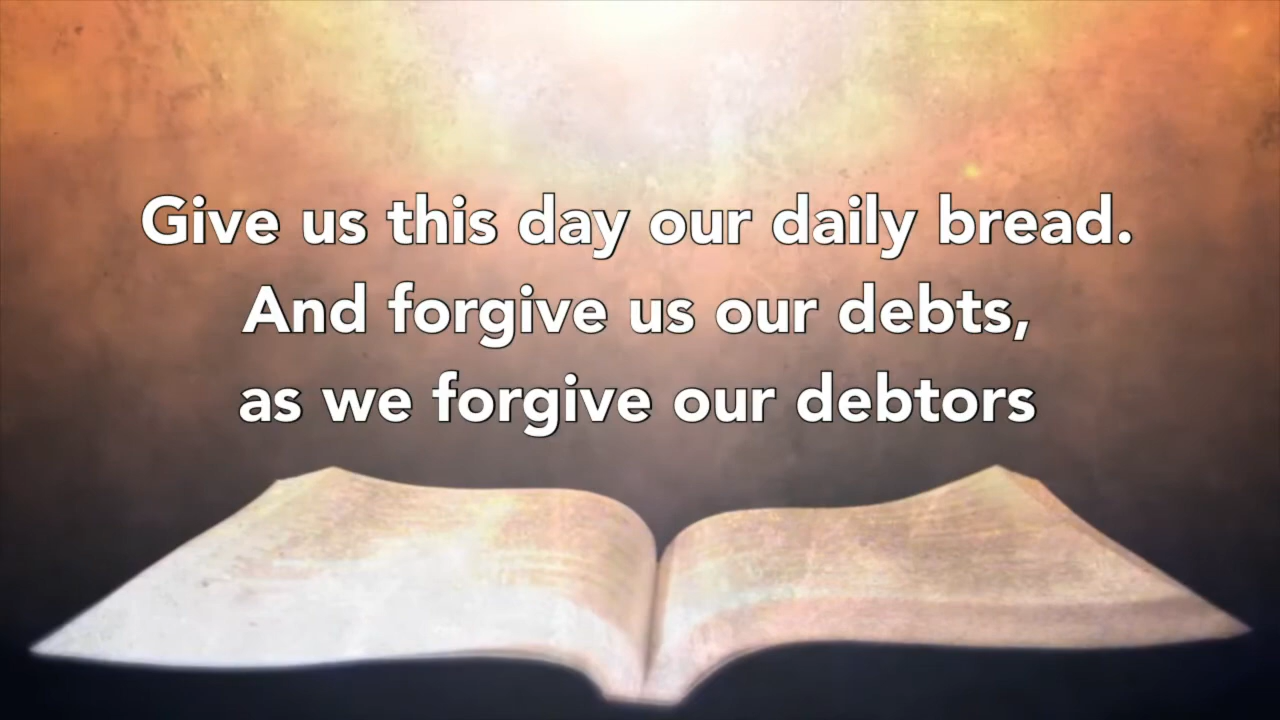 Give us this day our daily bread.
And forgive us our debts,
as we forgive our debtors